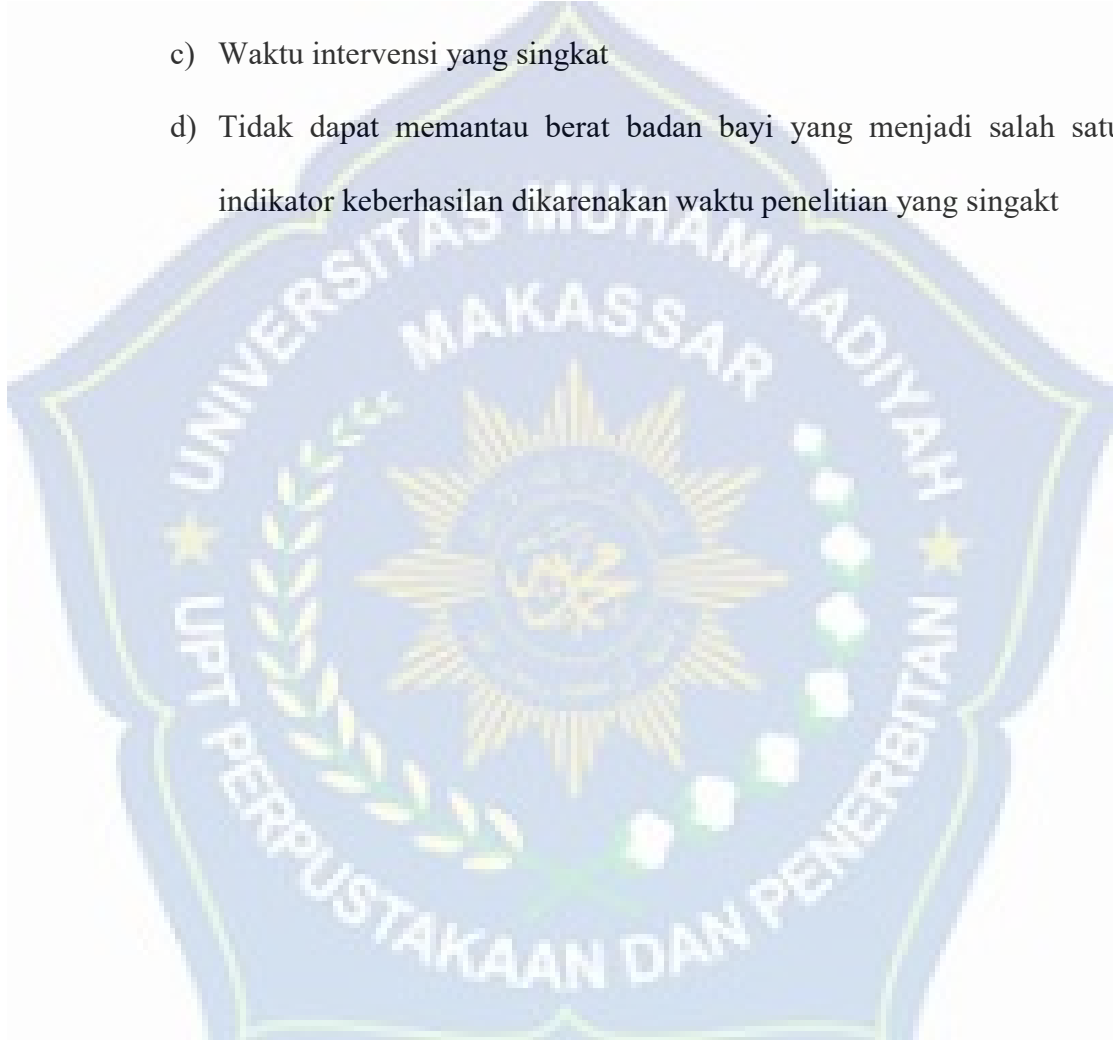 c) Waktu intervensi yang singkat
d) Tidak dapat memantau berat badan bayi yang menjadi salah satu
indikator keberhasilan dikarenakan waktu penelitian yang singakt
UNIVERSITAS MUHAMMADIYAH
MAKASSAR
UPT PERPUSTAKAAN DAN PENERBITAN